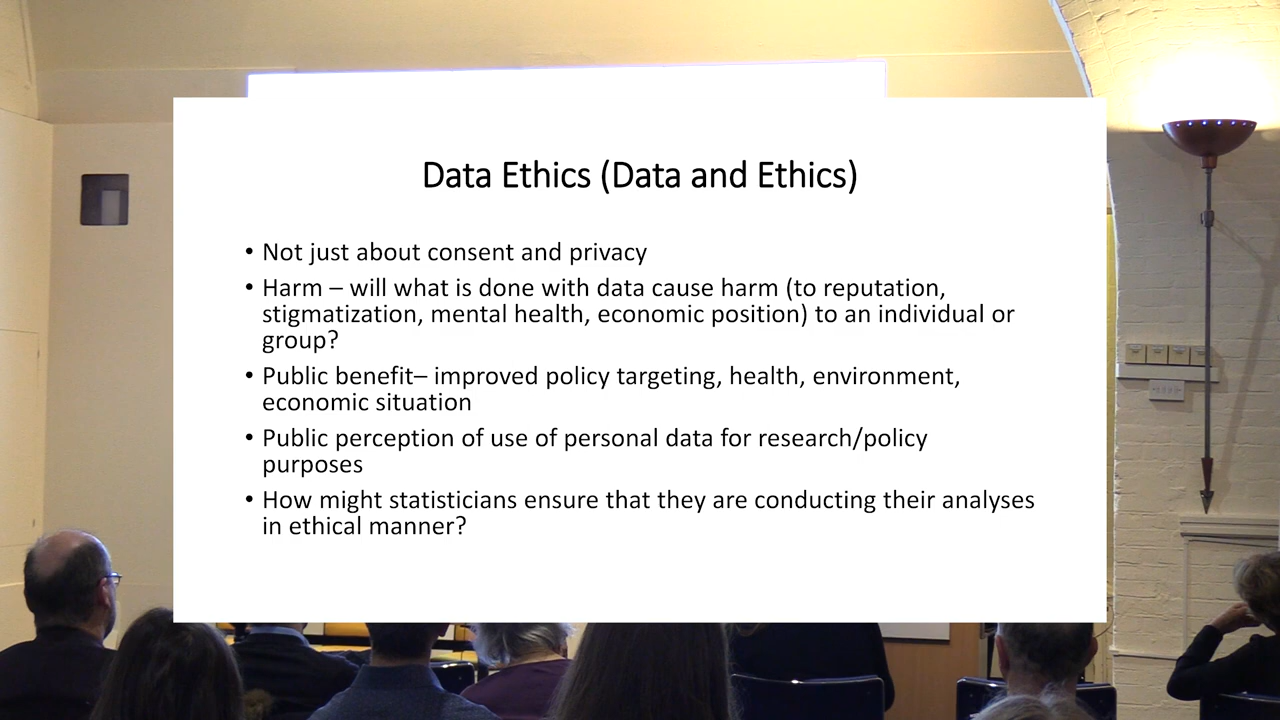 Data Ethics (Data and Ethics)
• Not just about consent and privacy
• Harm – will what is done with data cause harm (to reputation,
stigmatization, mental health, economic position) to an individual or
group?
• Public benefit– improved policy targeting, health, environment,
economic situation
• Public perception of use of personal data for research/policy
purposes
• How might statisticians ensure that they are conducting their analyses
in ethical manner?